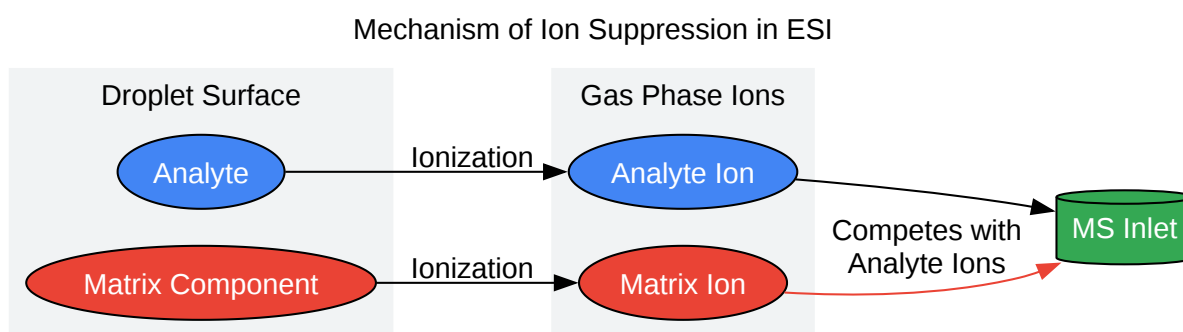 Mechanism of Ion Suppression in ESI
Droplet Surface
Gas Phase Ions
Analyte
Ionization
Analyte Ion
MS Inlet
Competes with
Analyte Ions
Matrix Component
Ionization
Matrix Ion